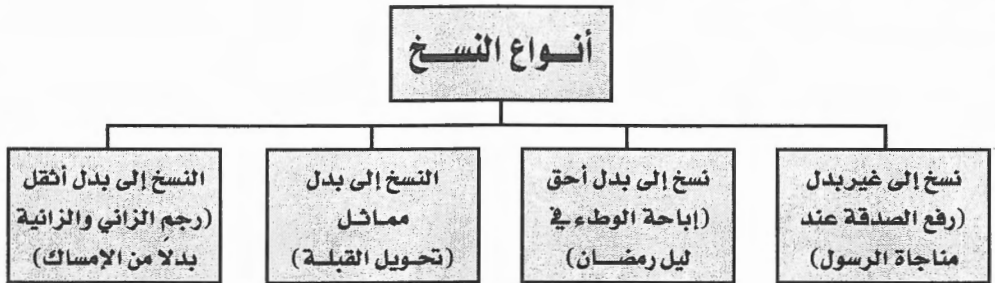 أنواع النسخ
نسخ إلى غير بدل
(رفع الصدقة عند
مناجاة الرسول)
نسخ إلى بدل أحق
(إباحة الوطء في
ليل رمضان)
النسخ إلى بدل
مماثل
(تحويل القبلة)
النسخ إلى بدل أثقل
(رجم الزاني والزانية
بدلاً من الإمساك)